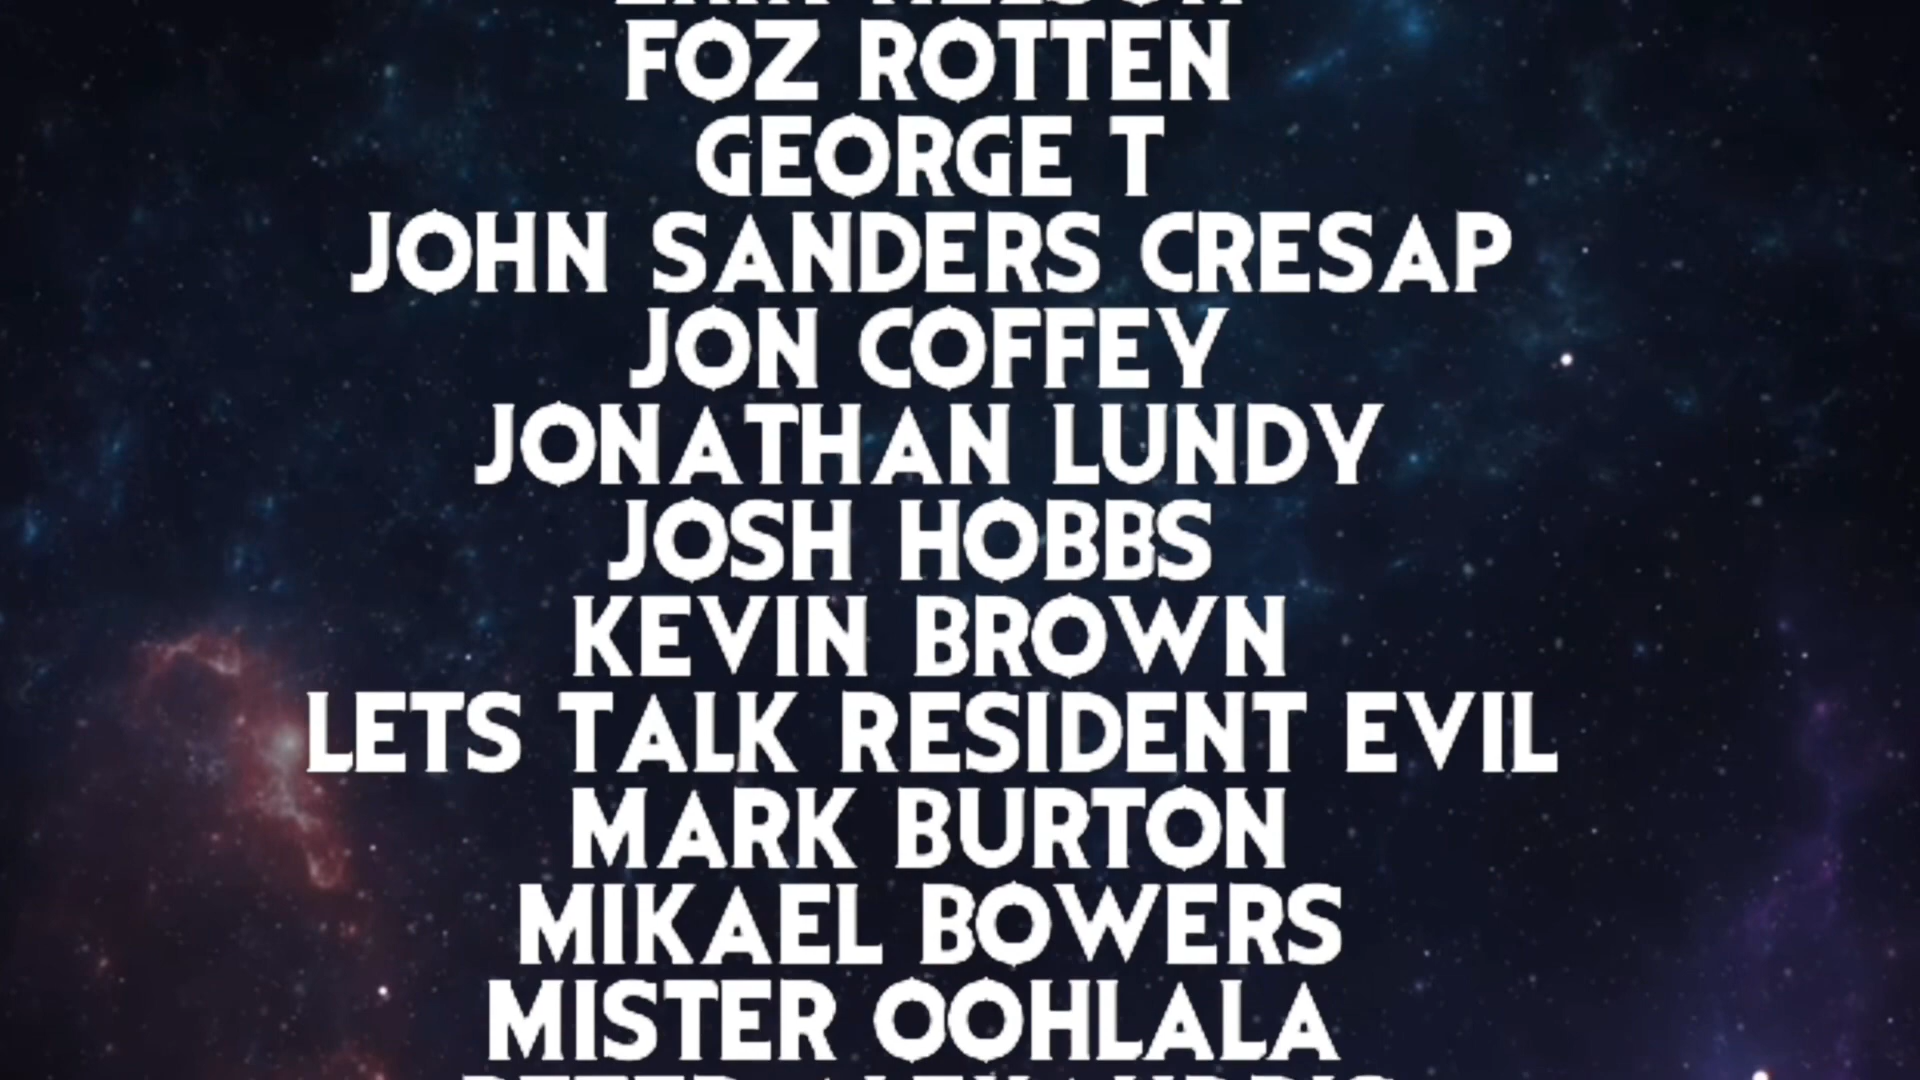 FOZ ROTTEN
GEORGE T
JOHN SANDERS CRESAP
JON COFFEY
JONATHAN LUNDY
JOSH HOBBS
KEVIN BROWN
LETS TALK RESIDENT EVIL
MARK BURTON
MIKAEL BOWERS
MISTER OOHLALA